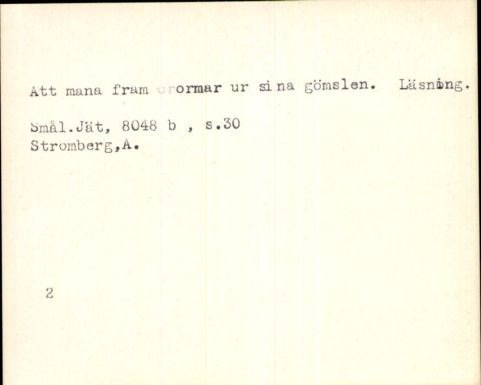 Att mana fram ormar ur sina gömslen. Läsning.
Smål.Jät, 8048 b , s.30
Stromberg,A.
2